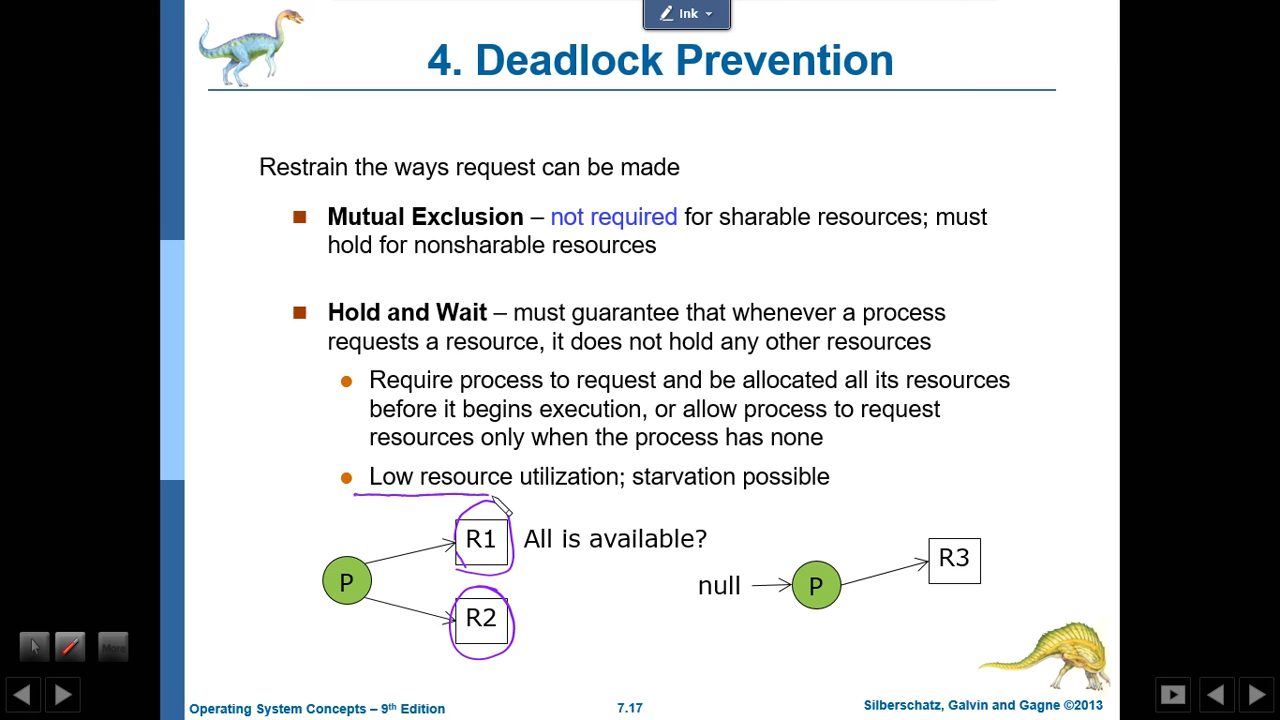 Ink
4. Deadlock Prevention
Restrain the ways request can be made
Mutual Exclusion – not required for sharable resources; must
hold for nonsharable resources
Hold and Wait – must guarantee that whenever a process
requests a resource, it does not hold any other resources
Require process to request and be allocated all its resources
before it begins execution, or allow process to request
resources only when the process has none
Low resource utilization; starvation possible
R1 All is available?
R3
P
null
P
R2
More
Operating System Concepts – 9th Edition
7.17
Silberschatz, Galvin and Gagne ©2013